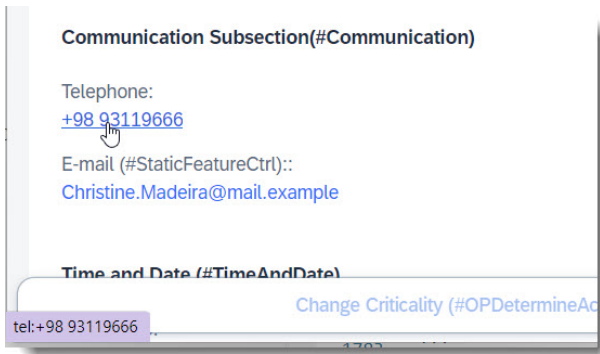 Communication Subsection(#Communication)
Telephone:
+98 93119666
E-mail (#StaticFeatureCtrl)::
Christine.Madeira@mail.example
Time and Date (#TimeAndDate)
Change Criticality (#OPDetermineAc
tel:+98 93119666